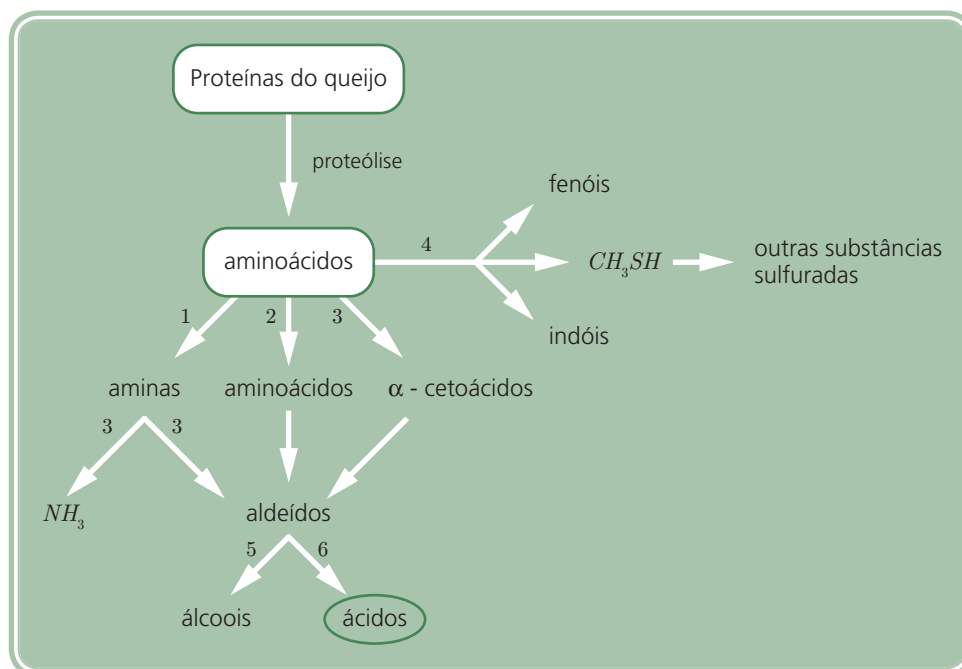 Proteínas do queijo
proteólise
fenóis
aminoácidos
4
CH₃SH
outras substâncias
sulfuradas
indóis
1
2
3
aminas
aminoácidos
α - cetoácidos
3
3
NH₃
aldeídos
5
6
álcoois
ácidos